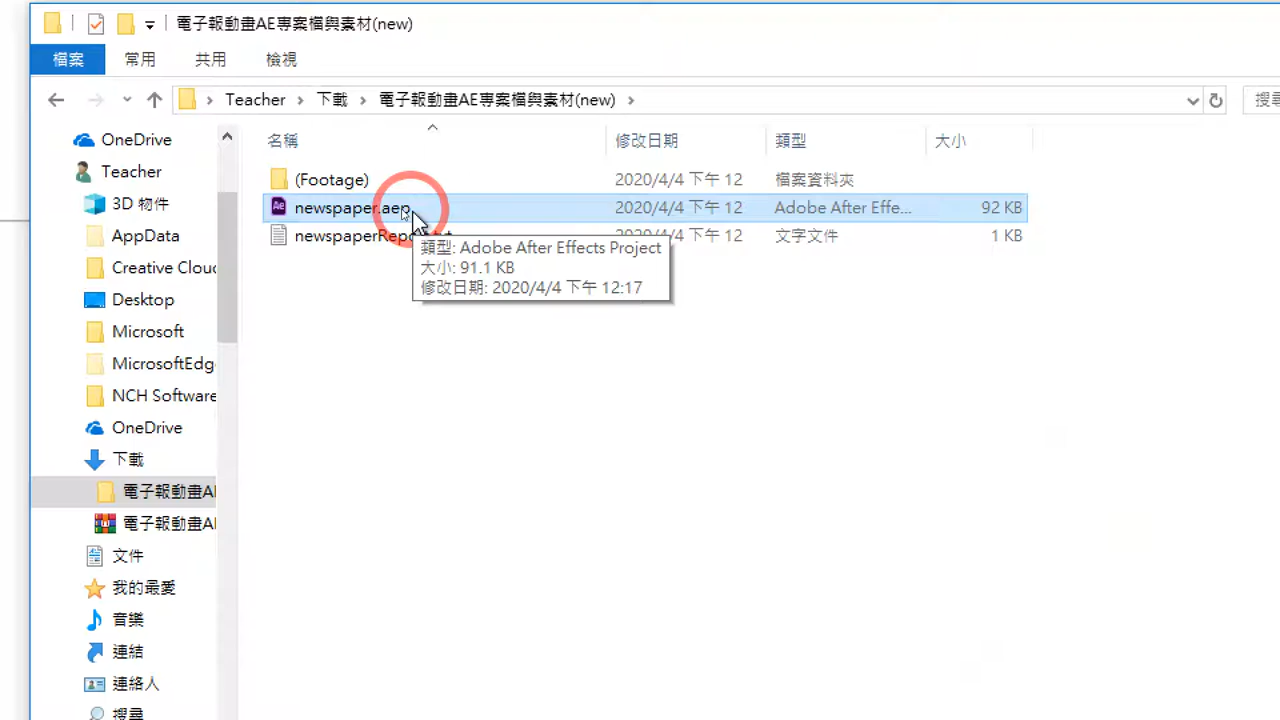 電子報動畫AE專案檔與素材(new)
檔案 常用 共用 檢視
Teacher 下載 電子報動畫AE專案檔與素材(new) 搜尋
名稱 修改日期 類型 大小
(Footage) 2020/4/4 下午 12 檔案資料夾
newspaper.aep 2020/4/4 下午 12 Adobe After Effe... 92 KB
2020/4/4 下午 12 文字文件 1 KB
類型: Adobe After Effects Project
大小: 91.1 KB
修改日期: 2020/4/4 下午 12:17
OneDrive
Teacher
3D 物件
AppData
Creative Cloud
Desktop
Microsoft
MicrosoftEdg
NCH Software
OneDrive
下載
電子報動畫AE
電子報動畫AE
文件
我的最愛
音樂
連結
連絡人
搜尋